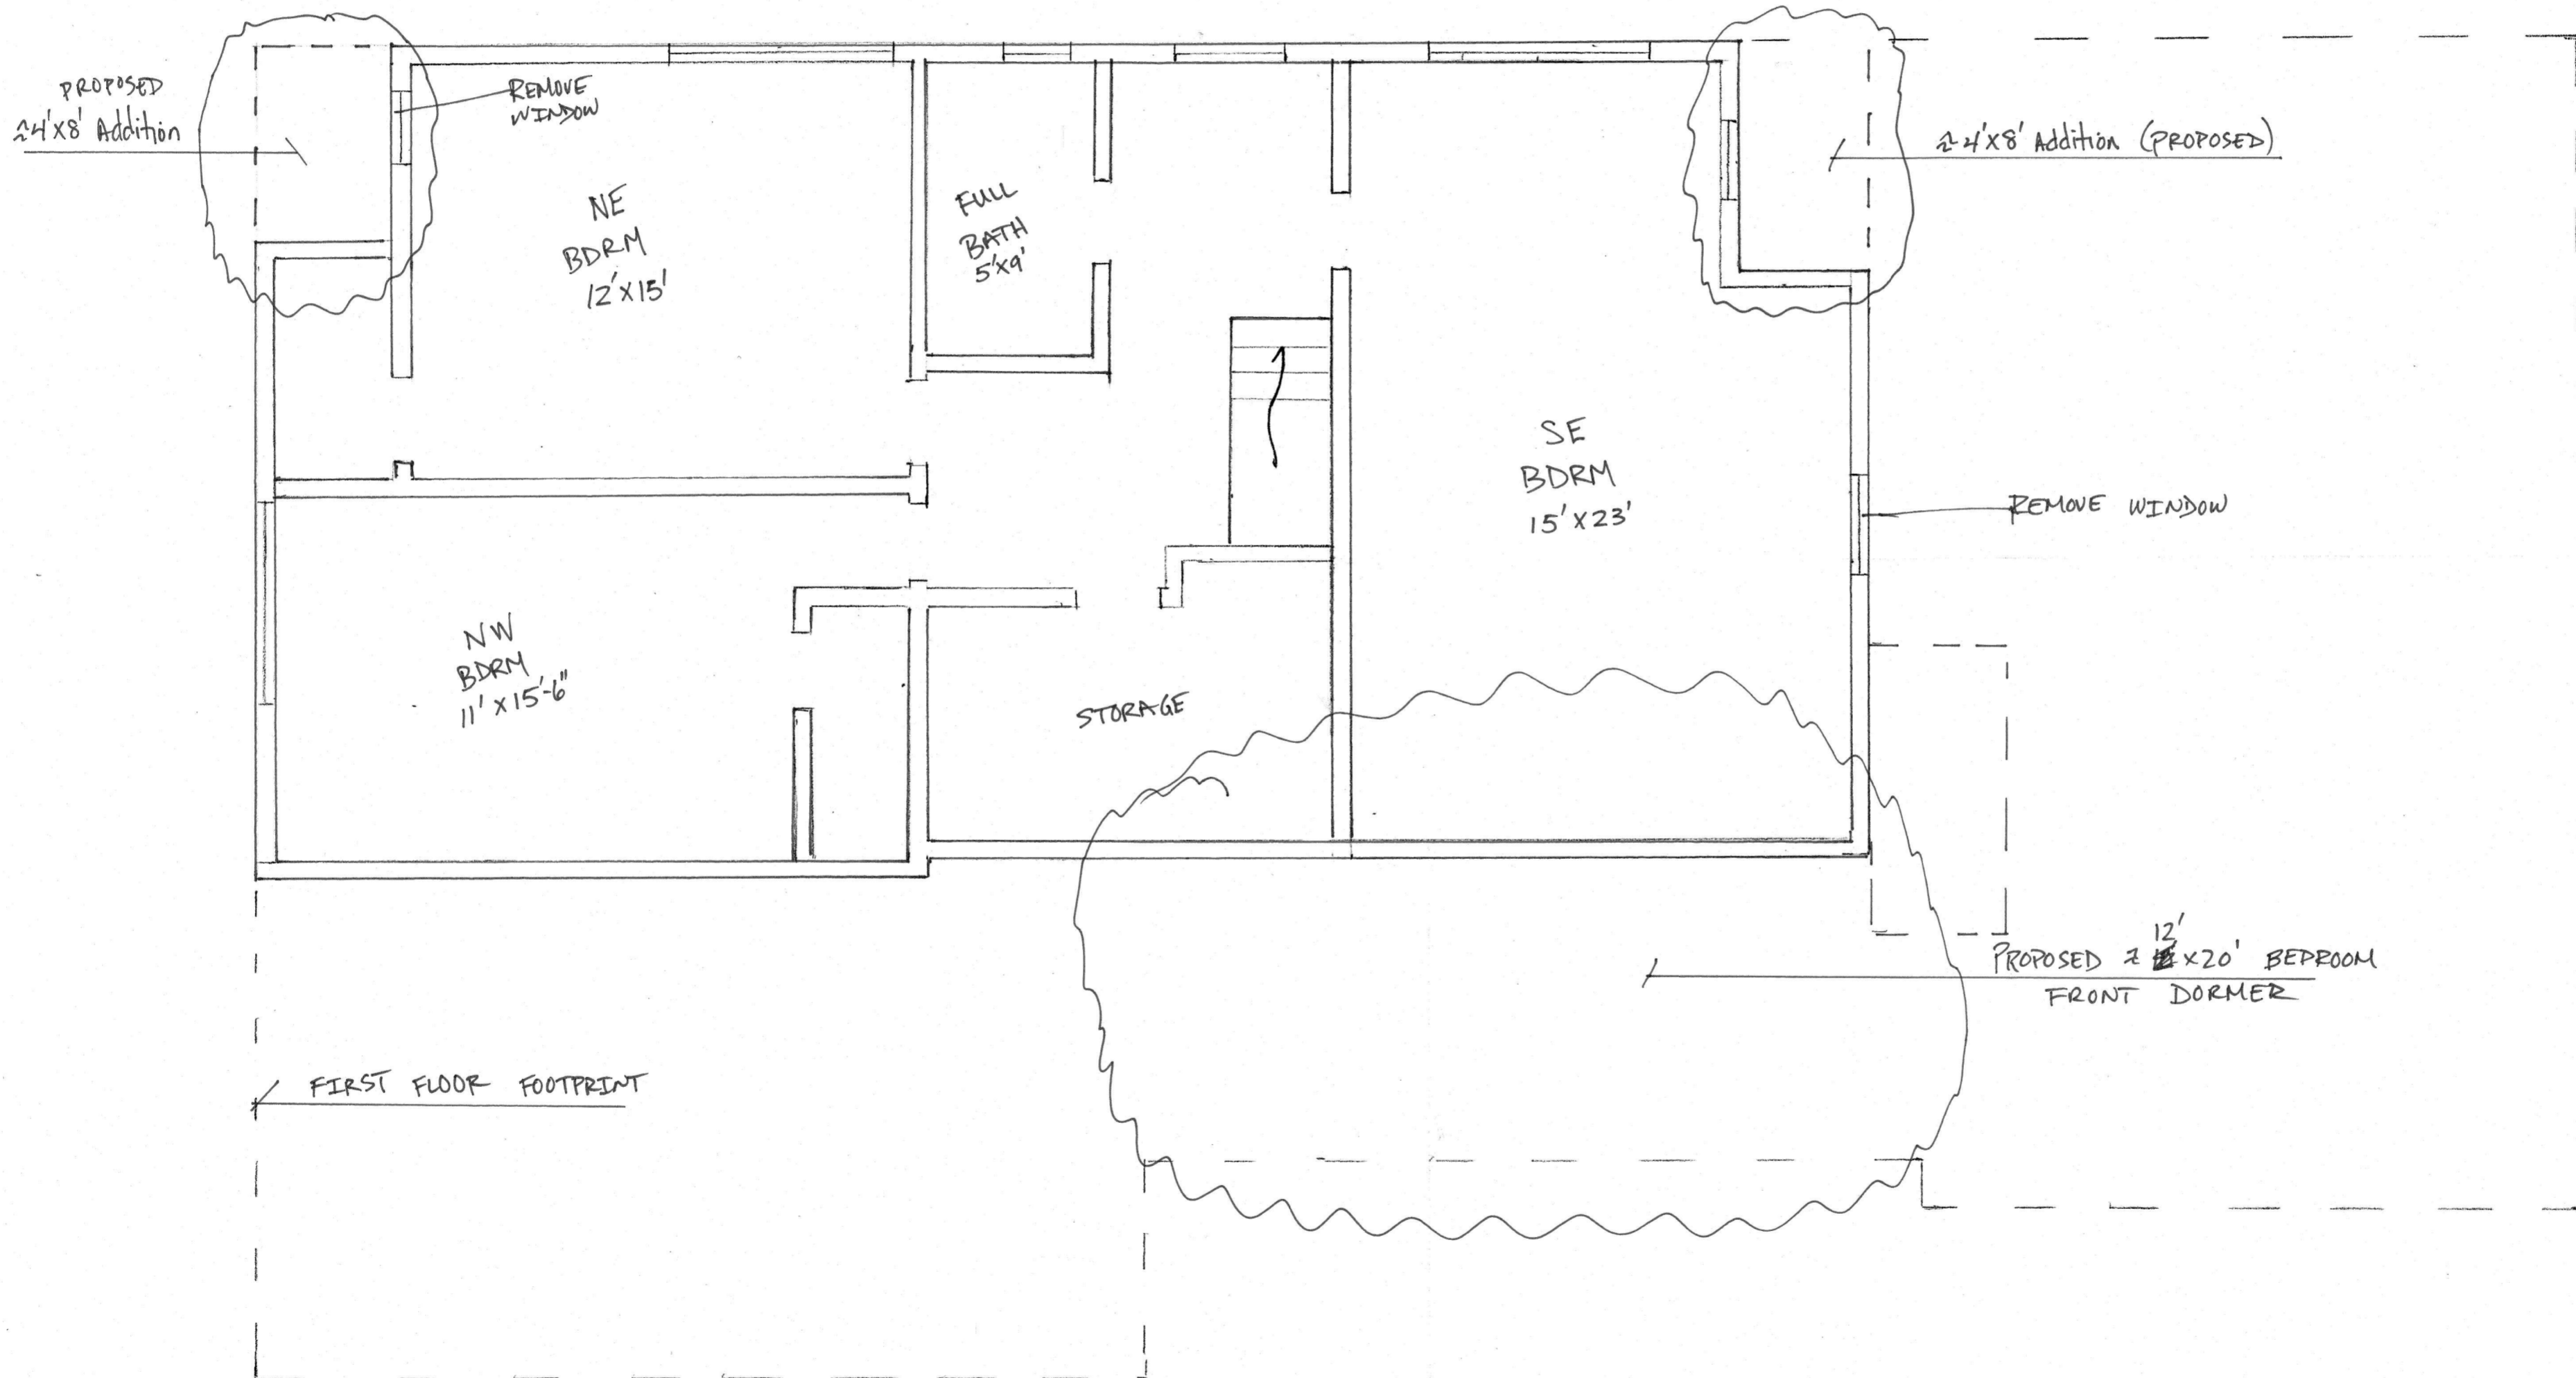 PROPOSED
≈4'X8' Addition
REMOVE
WINDOW
NE
BDRM
12'X15'
FULL
BATH
5'X9'
≈4'X8' Addition (PROPOSED)
SE
BDRM
15'X23'
REMOVE WINDOW
NW
BDRM
11'X15'-6"
STORAGE
12'
PROPOSED ≈ x20' BEDROOM
FRONT DORMER
FIRST FLOOR FOOTPRINT